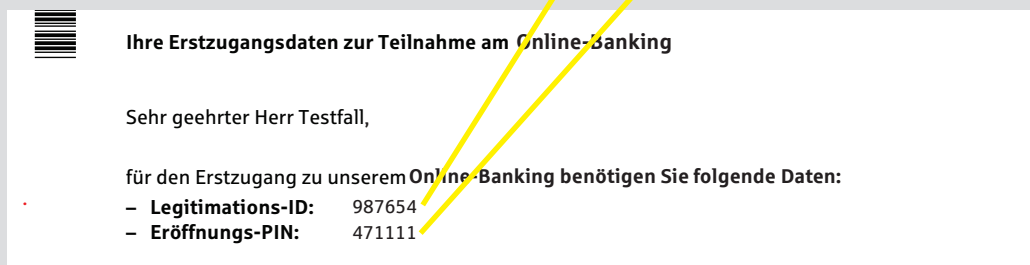 Ihre Erstzugangsdaten zur Teilnahme am Online-Banking
Sehr geehrter Herr Testfall,
für den Erstzugang zu unserem Online-Banking benötigen Sie folgende Daten:
– Legitimations-ID: 987654
– Eröffnungs-PIN: 471111